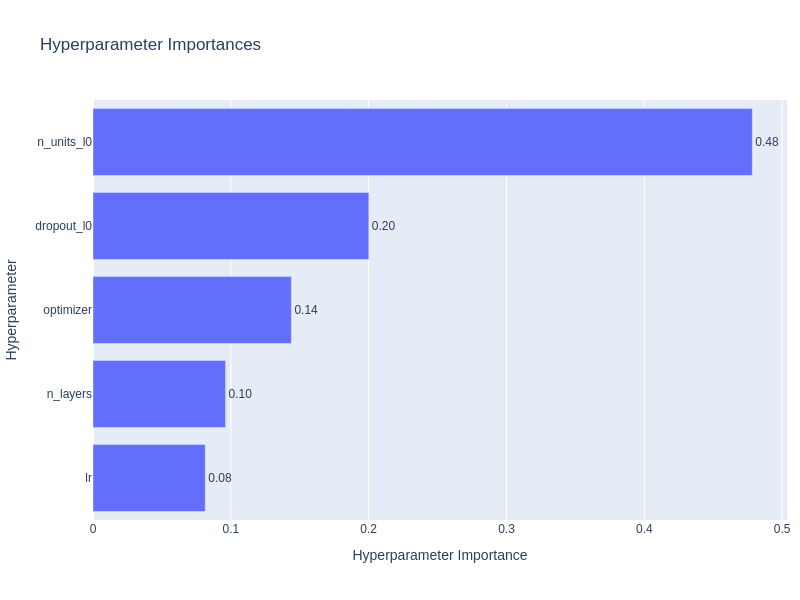 Hyperparameter Importances
Hyperparameter
n_units_l0
0.48
dropout_l0
0.20
optimizer
0.14
n_layers
0.10
lr
0.08
0
0.1
0.2
0.3
0.4
0.5
Hyperparameter Importance